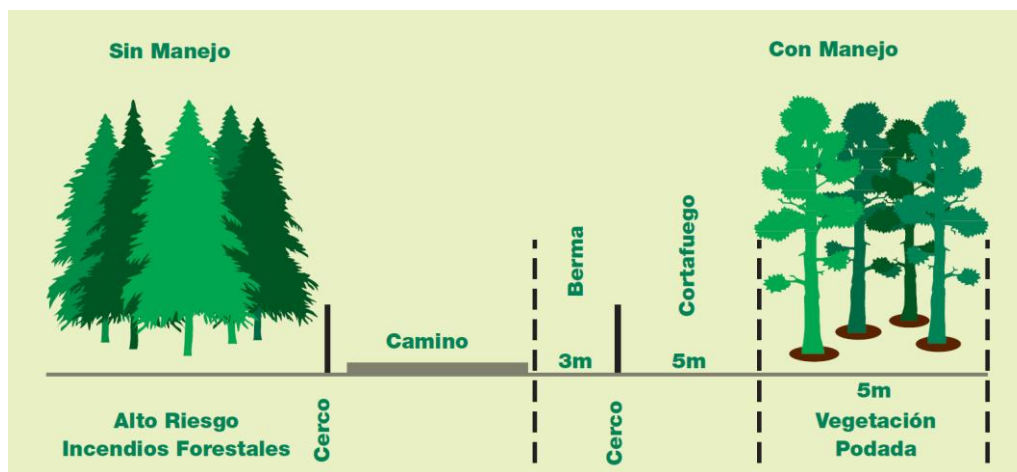 Sin Manejo
Con Manejo
Berma
Cortafuego
Camino
3m
5m
Alto Riesgo
Incendios Forestales
Cerco
Cerco
5m
Vegetación
Podada